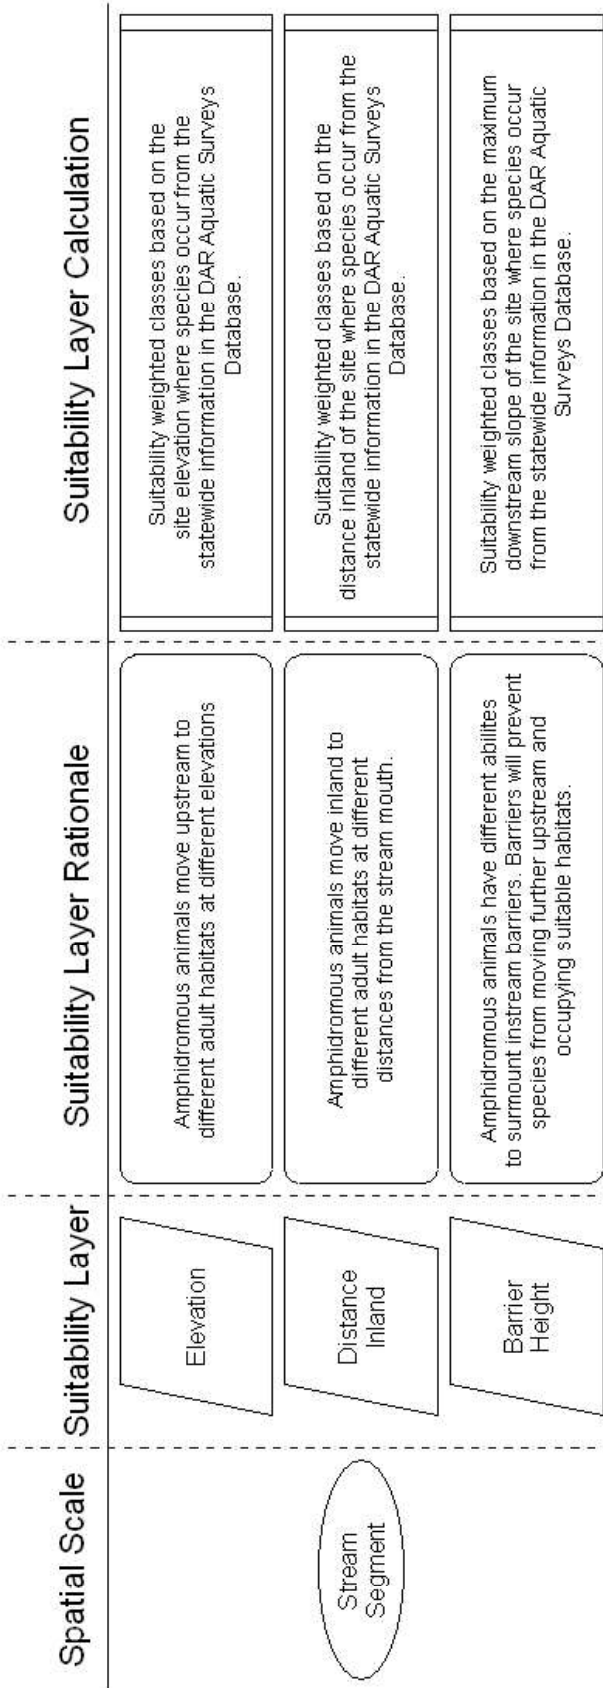 Spatial Scale
Suitability Layer
Suitability Layer Rationale
Suitability Layer Calculation
Stream
Segment
Elevation
Amphidromous animals move upstream to
different adult habitats at different elevations
Suitability weighted classes based on the
site elevation where species occur from the
statewide information in the DAR Aquatic Surveys
Database.
Distance
Inland
Amphidromous animals move inland to
different adult habitats at different
distances from the stream mouth.
Suitability weighted classes based on the
distance inland of the site where species occur from the
statewide information in the DAR Aquatic Surveys
Database.
Barrier
Height
Amphidromous animals have different abilites
to surmount instream barriers. Barriers will prevent
species from moving further upstream and
occupying suitable habitats.
Suitability weighted classes based on the maximum
downstream slope of the site where species occur
from the statewide information in the DAR Aquatic
Surveys Database.